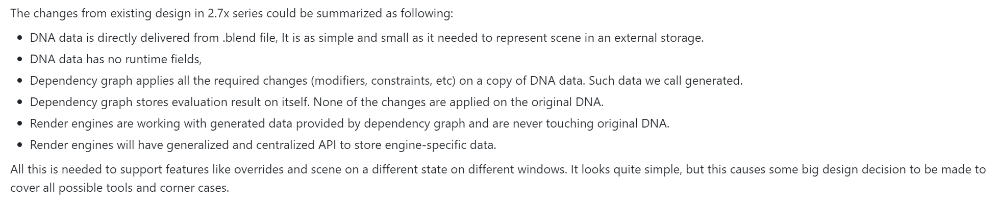 The changes from existing design in 2.7x series could be summarized as following:
• DNA data is directly delivered from .blend file, It is as simple and small as it needed to represent scene in an external storage.
• DNA data has no runtime fields,
• Dependency graph applies all the required changes (modifiers, constraints, etc) on a copy of DNA data. Such data we call generated.
• Dependency graph stores evaluation result on itself. None of the changes are applied on the original DNA.
• Render engines are working with generated data provided by dependency graph and are never touching original DNA.
• Render engines will have generalized and centralized API to store engine-specific data.
All this is needed to support features like overrides and scene on a different state on different windows. It looks quite simple, but this causes some big design decision to be made to
cover all possible tools and corner cases.